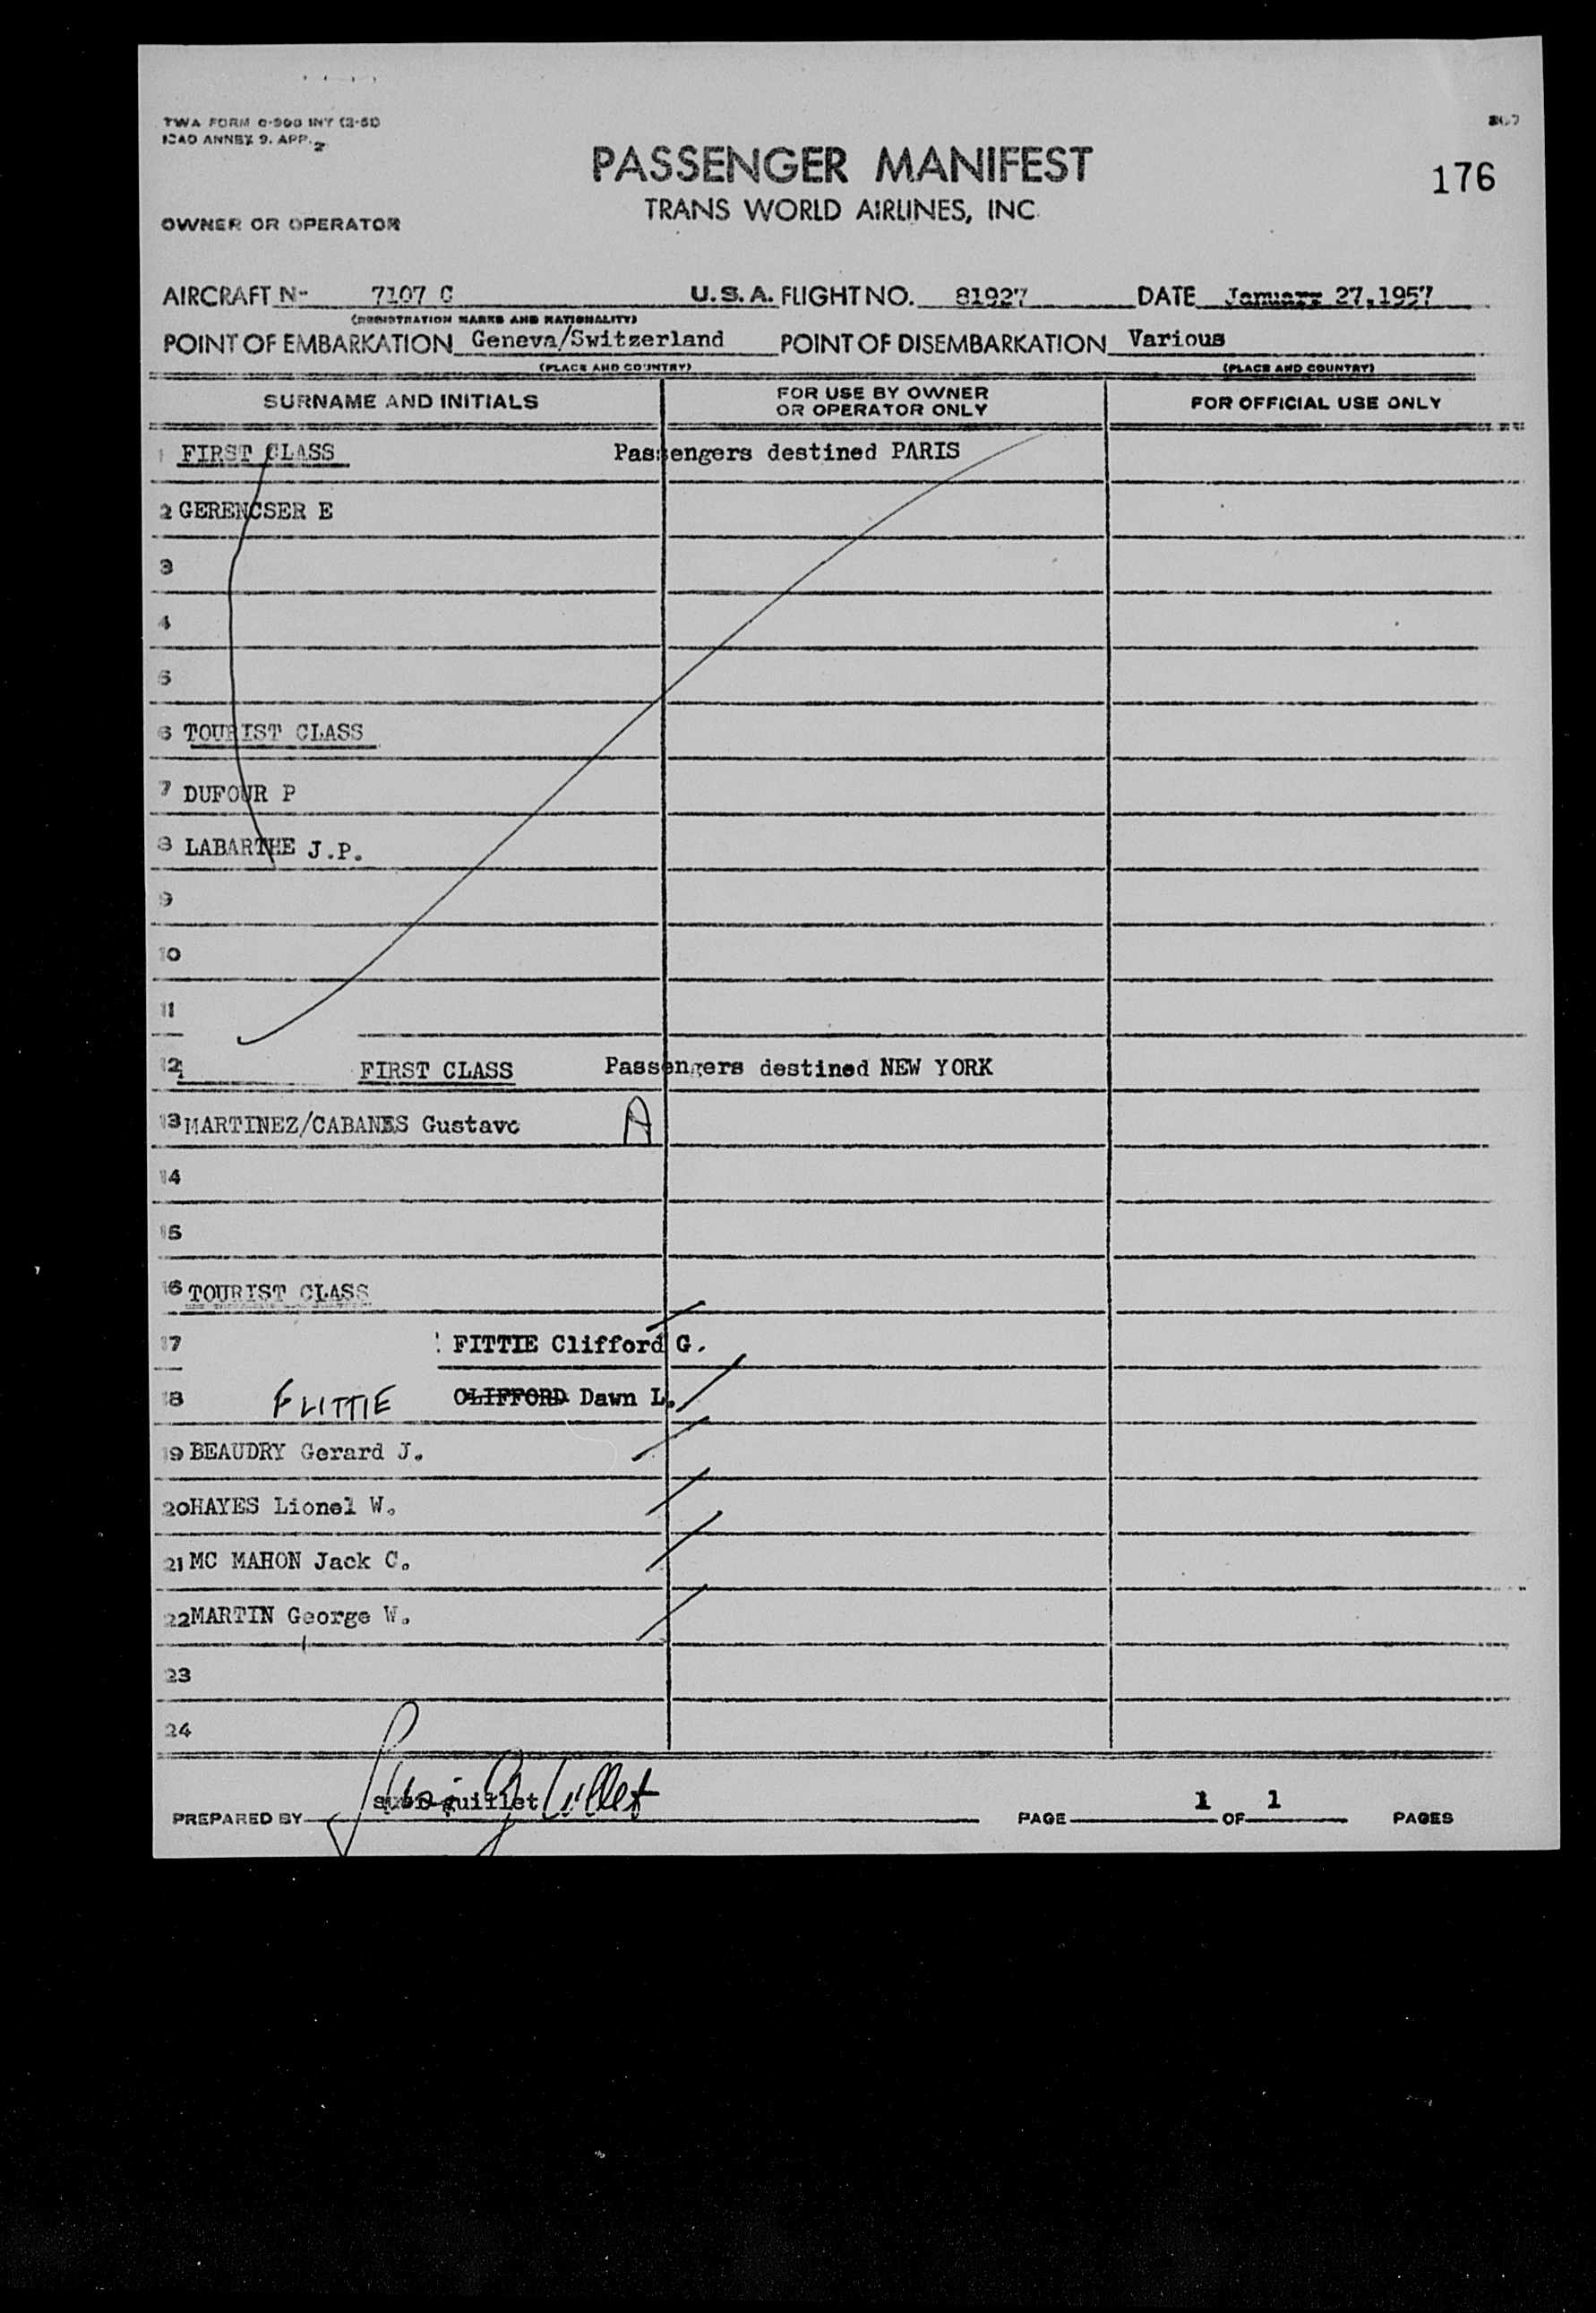 TWA FORM 0-900 INT (2-51)
ICAO ANNEX 9. APP. 2
PASSENGER MANIFEST
176
TRANS WORLD AIRLINES, INC.
OWNER OR OPERATOR
AIRCRAFT N- 7107 C U.S.A. FLIGHT NO. 81927 DATE January 27,1957
(REGISTRATION MARKS AND NATIONALITY)
POINT OF EMBARKATION Geneva/Switzerland POINT OF DISEMBARKATION Various
(PLACE AND COUNTRY) (PLACE AND COUNTRY)
SURNAME AND INITIALS FOR USE BY OWNER OR OPERATOR ONLY FOR OFFICIAL USE ONLY
1 FIRST CLASS Passengers destined PARIS
2 GERENCSER E
3
4
5
6 TOURIST CLASS
7 DUFOUR P
8 LABARTHE J.P.
9
10
11
12 FIRST CLASS Passengers destined NEW YORK
13 MARTINEZ/CABANES Gustavo A
14
15
16 TOURIST CLASS
17 FITTIE Clifford G.
18 FLITTIE CLIFFORD Dawn L.
19 BEAUDRY Gerard J.
20 HAYES Lionel W.
21 MC MAHON Jack C.
22 MARTIN George W.
23
24
PREPARED BY guillet PAGE 1 OF 1 PAGES